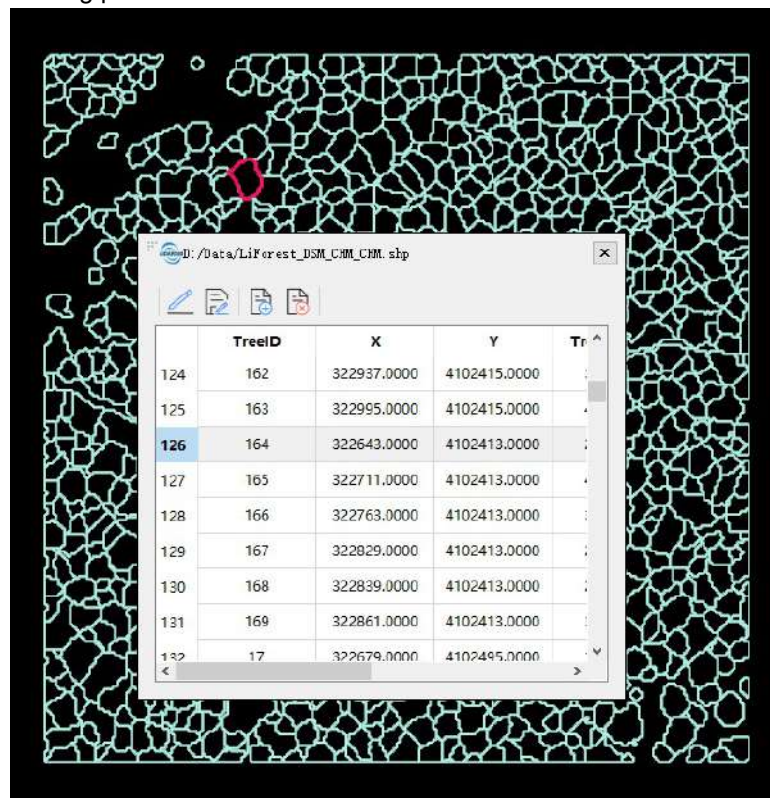 D:/Data/LiForest_DSM_CHM_CHM.shp
TreeID X Y
124 162 322937.0000 4102415.0000
125 163 322995.0000 4102415.0000
126 164 322643.0000 4102413.0000
127 165 322711.0000 4102413.0000
128 166 322763.0000 4102413.0000
129 167 322829.0000 4102413.0000
130 168 322839.0000 4102413.0000
131 169 322861.0000 4102413.0000
132 17 322679.0000 4102495.0000